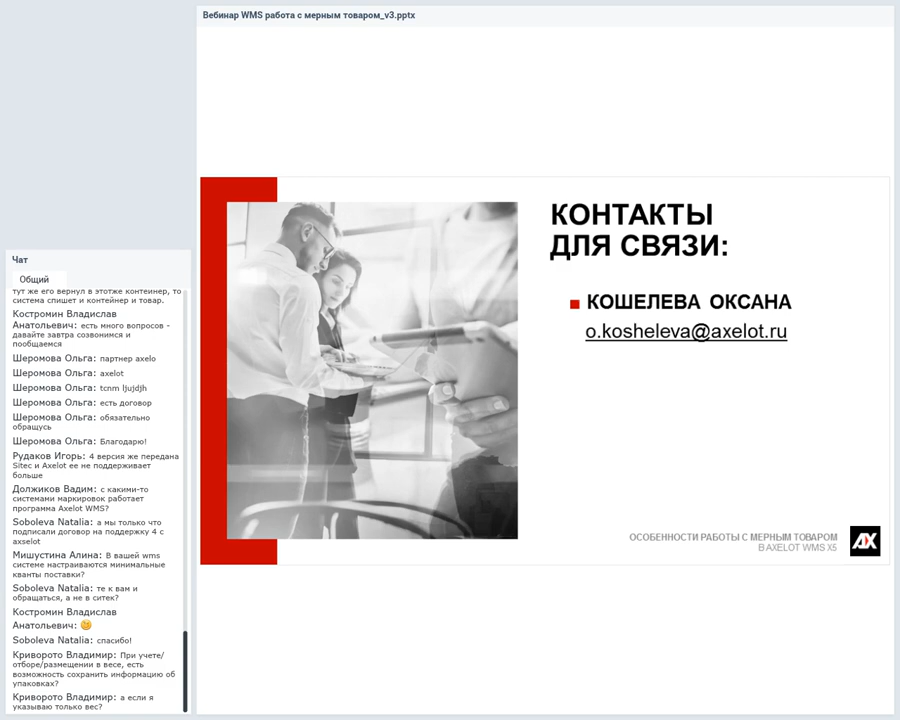 Вебинар WMS работа с мерным товаром_v3.pptx
Чат
Общий
тут же его вернул в этотже контейнер, то
система спишет и контейнер и товар.
Костромин Владислав
Анатольевич: есть много вопросов -
давайте завтра созвонимся и
пообщаемся
Шеромова Ольга: партнер axelo
Шеромова Ольга: axelot
Шеромова Ольга: tcnm ljujdjh
Шеромова Ольга: есть договор
Шеромова Ольга: обязательно
обращусь
Шеромова Ольга: Благодарю!
Рудаков Игорь: 4 версия же передана
Sitec и Axelot ее не поддерживает
больше
Должиков Вадим: с какими-то
системами маркировок работает
программа Axelot WMS?
Soboleva Natalia: а мы только что
подписали договор на поддержку 4 с
axselot
Мишустина Алина: В вашей wms
системе настраиваются минимальные
кванты поставки?
Soboleva Natalia: те к вам и
обращаться, а не в ситек?
Костромин Владислав
Анатольевич:
Soboleva Natalia: спасибо!
Криворото Владимир: При учете/
отборе/размещении в весе, есть
возможность сохранить информацию об
упаковках?
Криворото Владимир: а если я
указываю только вес?
КОНТАКТЫ
ДЛЯ СВЯЗИ:
КОШЕЛЕВА ОКСАНА
o.kosheleva@axelot.ru
ОСОБЕННОСТИ РАБОТЫ С МЕРНЫМ ТОВАРОМ
В AXELOT WMS X5
AX